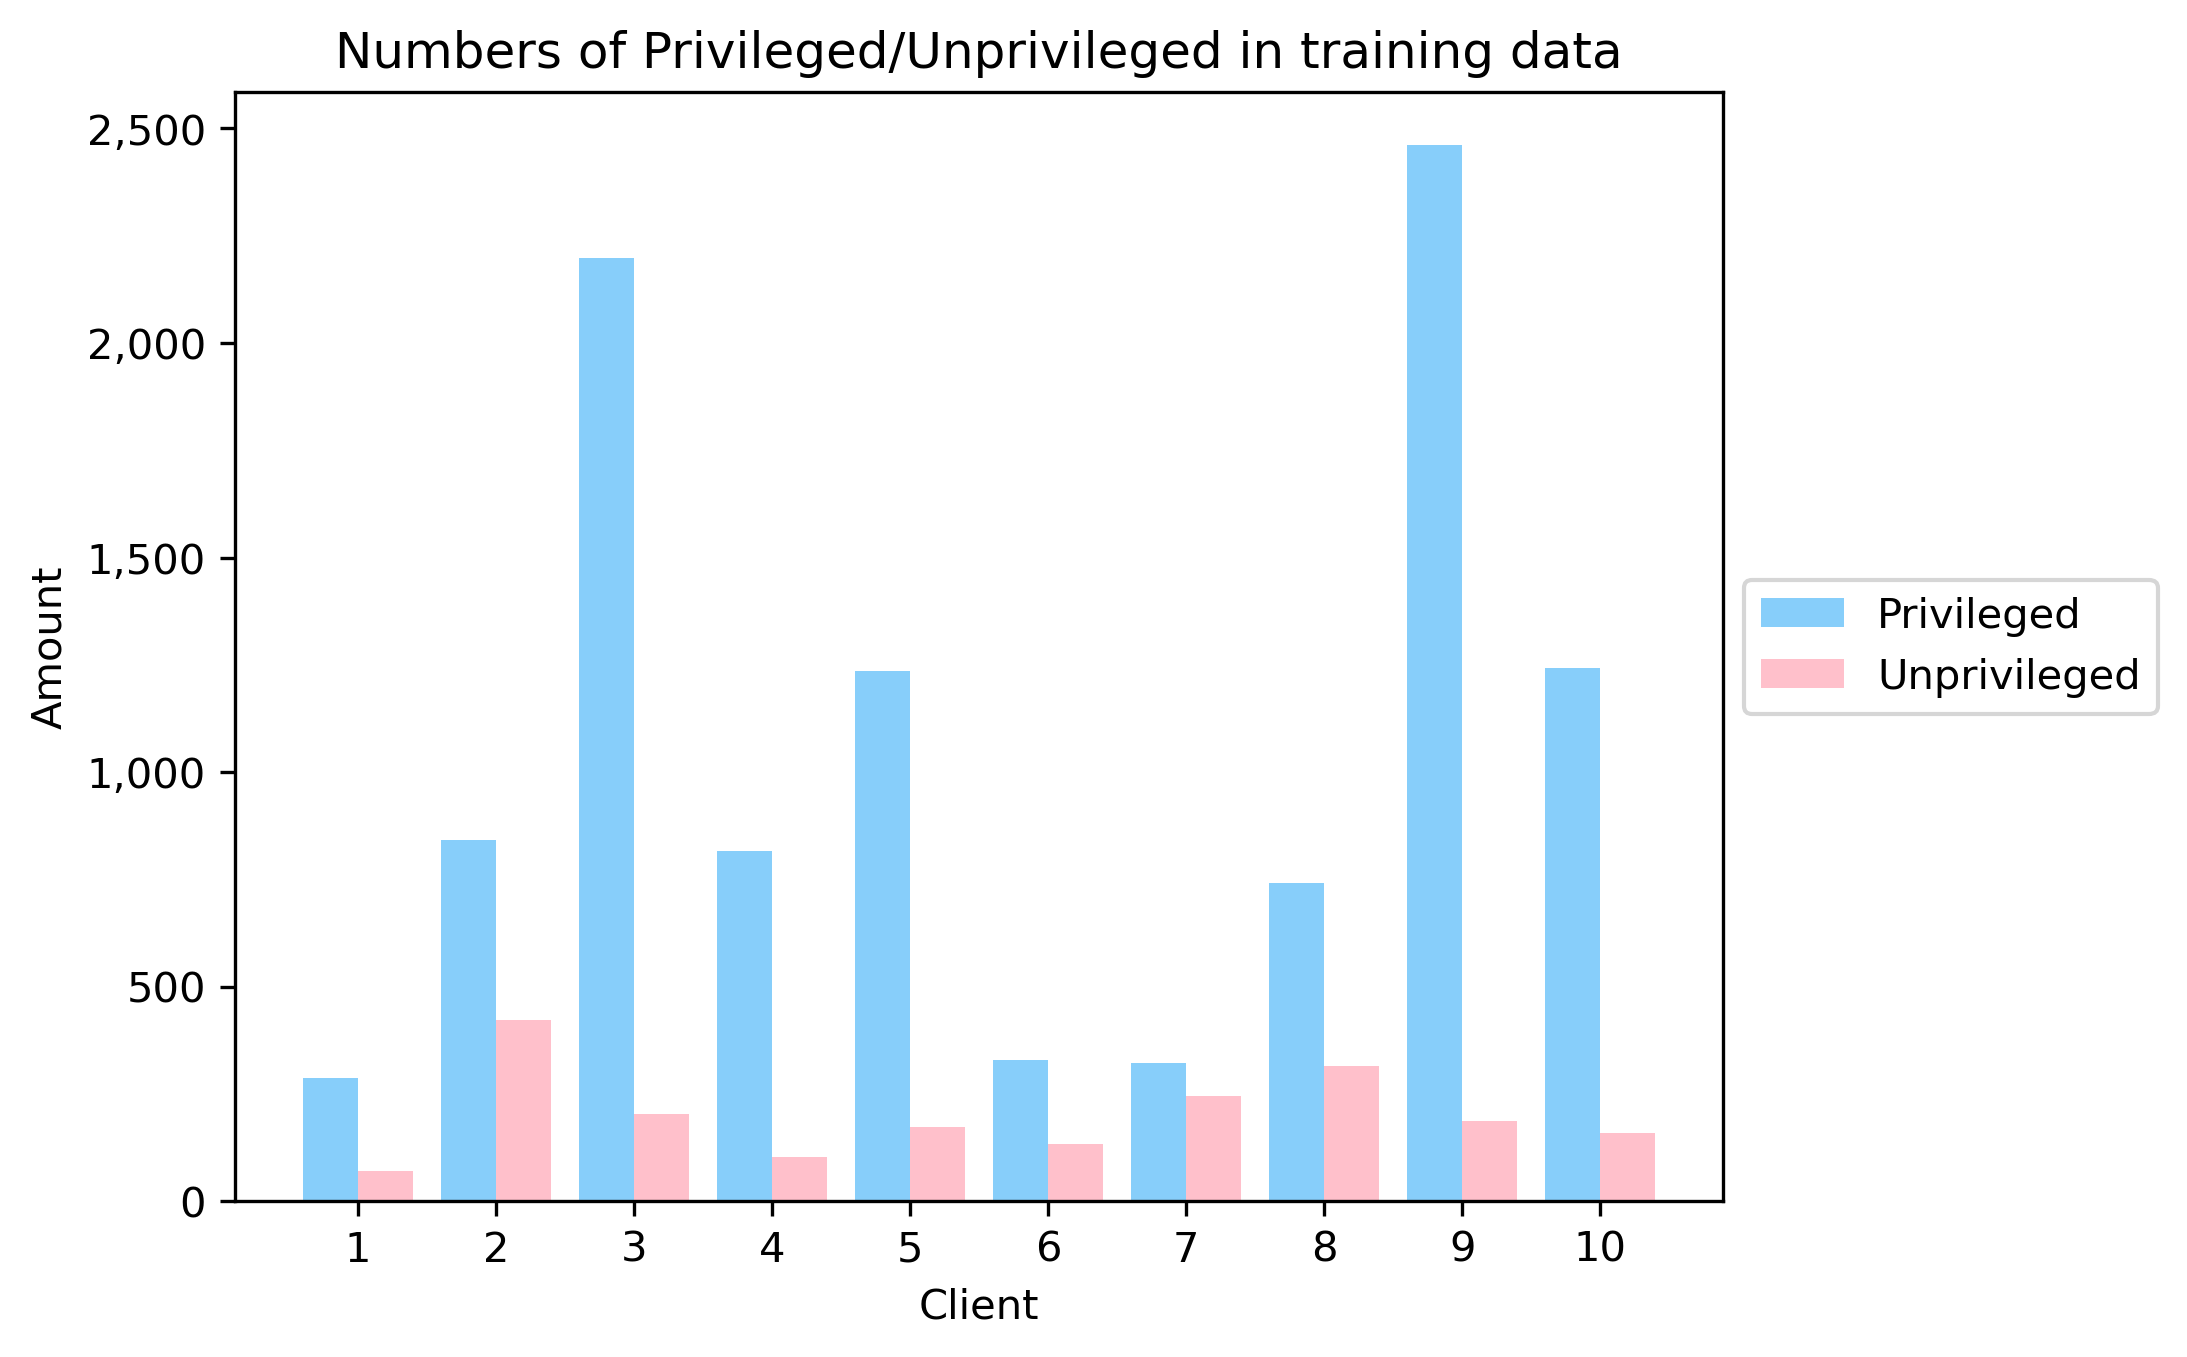 Numbers of Privileged/Unprivileged in training data
2,500
2,000
1,500
1,000
500
0
Amount
1 2 3 4 5 6 7 8 9 10
Client
Privileged
Unprivileged